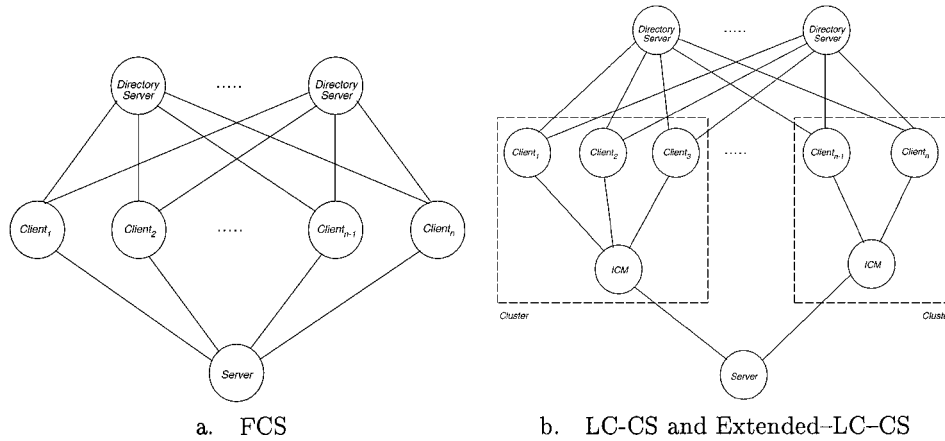 Directory
Server
.....
Directory
Server
Client1
Client2
.....
Clientn-1
Clientn
Server
a. FCS
Directory
Server
.....
Directory
Server
Client1
Client2
Client3
.....
Clientn-1
Clientn
ICM
ICM
Cluster
Cluste
Server
b. LC-CS and Extended–LC–CS